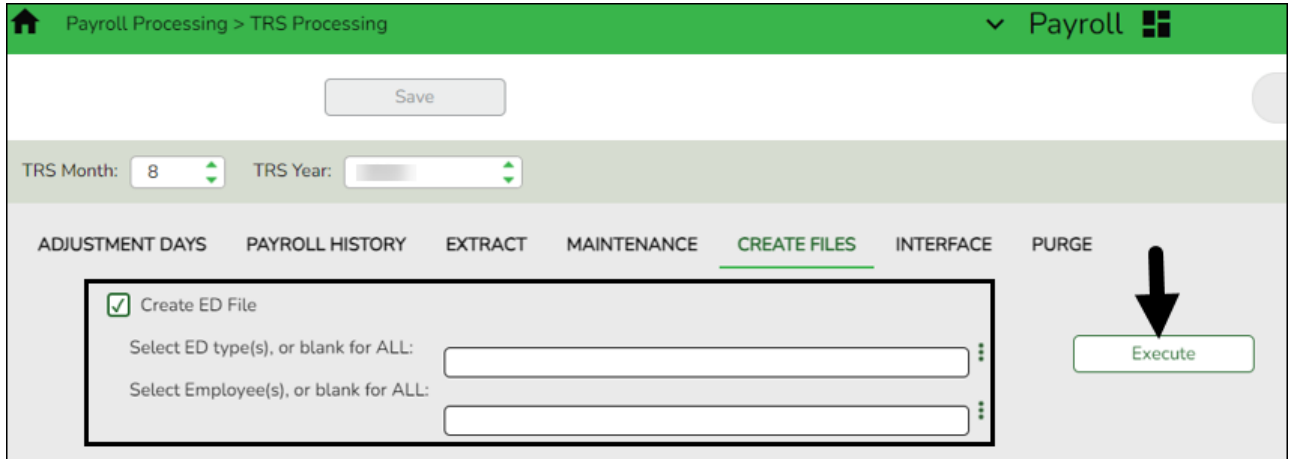 Payroll Processing > TRS Processing
Payroll
Save
TRS Month: 8 TRS Year:
ADJUSTMENT DAYS PAYROLL HISTORY EXTRACT MAINTENANCE CREATE FILES INTERFACE PURGE
Create ED File
Select ED type(s), or blank for ALL:
Execute
Select Employee(s), or blank for ALL: